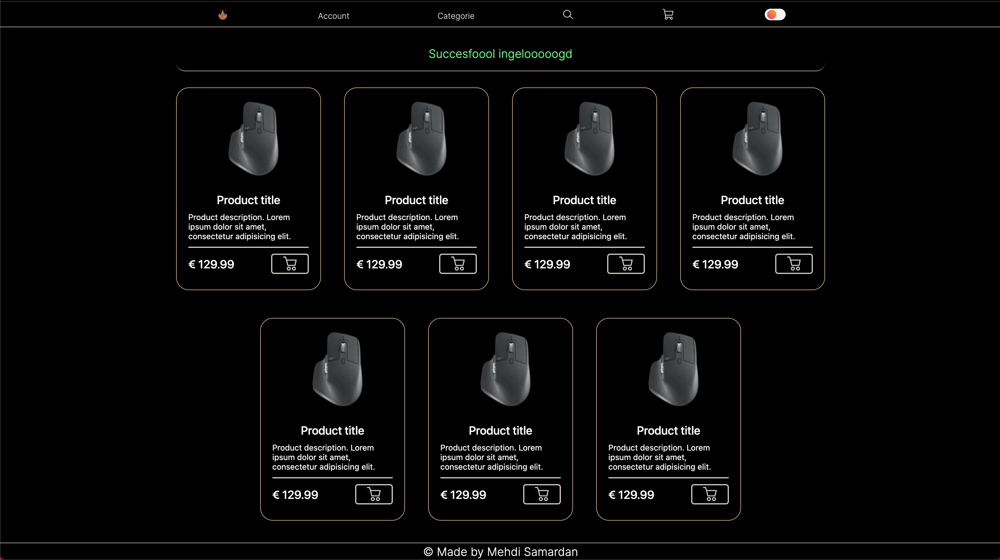 Account
Categorie
Succesfoool ingelooooogd
Product title
Product description. Lorem
ipsum dolor sit amet,
consectetur adipisicing elit.
€ 129.99
Product title
Product description. Lorem
ipsum dolor sit amet,
consectetur adipisicing elit.
€ 129.99
Product title
Product description. Lorem
ipsum dolor sit amet,
consectetur adipisicing elit.
€ 129.99
Product title
Product description. Lorem
ipsum dolor sit amet,
consectetur adipisicing elit.
€ 129.99
Product title
Product description. Lorem
ipsum dolor sit amet,
consectetur adipisicing elit.
€ 129.99
Product title
Product description. Lorem
ipsum dolor sit amet,
consectetur adipisicing elit.
€ 129.99
Product title
Product description. Lorem
ipsum dolor sit amet,
consectetur adipisicing elit.
€ 129.99
© Made by Mehdi Samardan